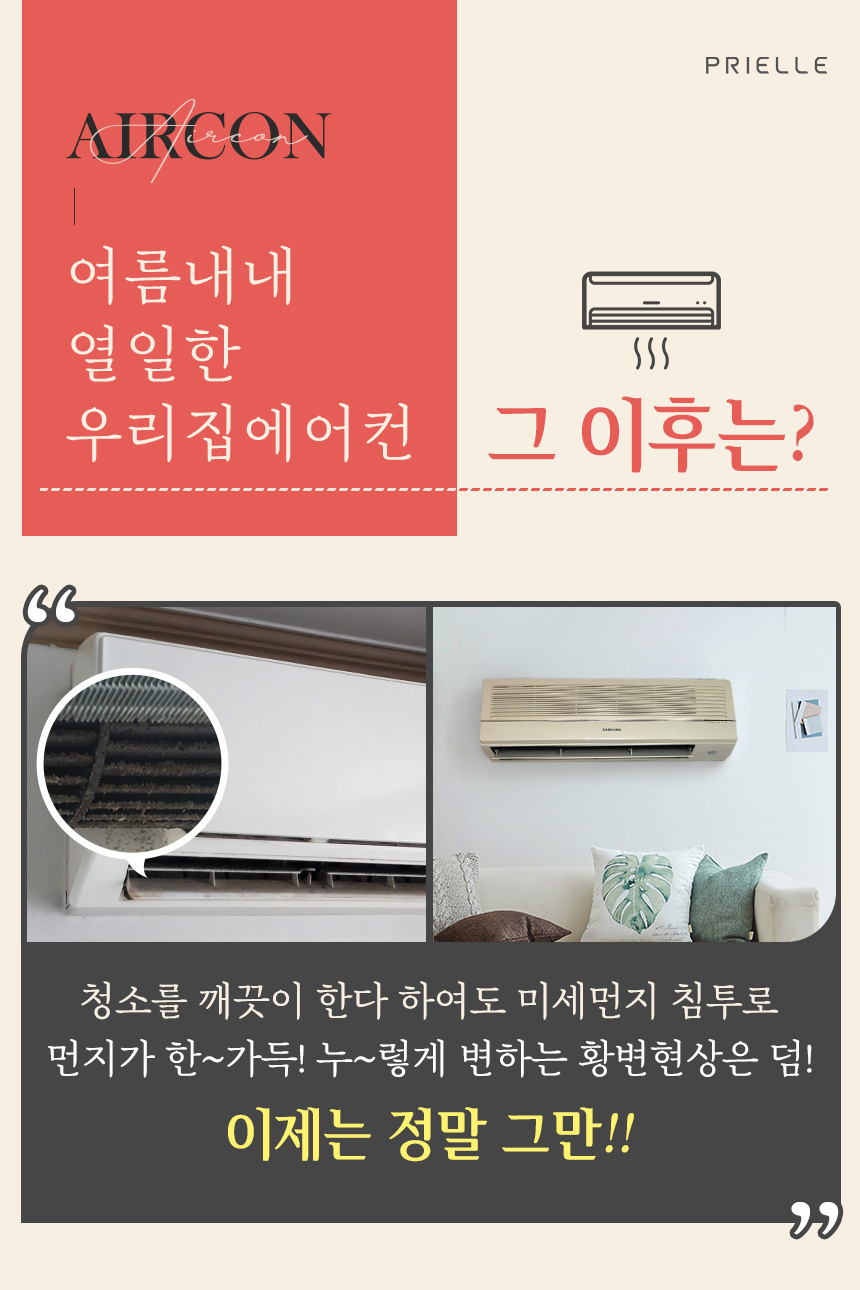 PRIELLE
AIRCON
Aircon
여름내내
열일한
우리집에어컨
그 이후는?
SAMSUNG
“
청소를 깨끗이 한다 하여도 미세먼지 침투로
먼지가 한~가득! 누~렇게 변하는 황변현상은 덤!
이제는 정말 그만!!
”